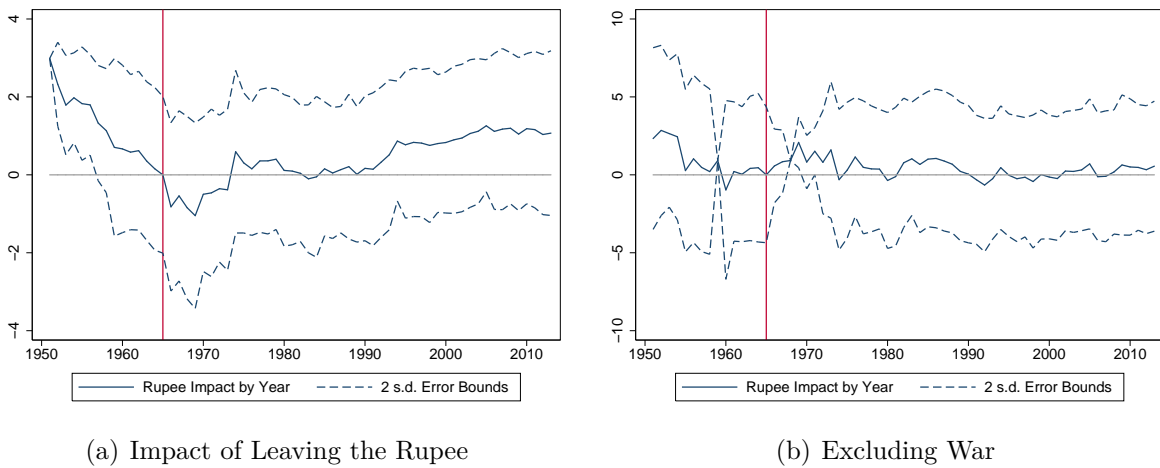 4
2
0
−2
−4
1950 1960 1970 1980 1990 2000 2010
Rupee Impact by Year 2 s.d. Error Bounds
(a) Impact of Leaving the Rupee
10
5
0
−5
−10
1950 1960 1970 1980 1990 2000 2010
Rupee Impact by Year 2 s.d. Error Bounds
(b) Excluding War